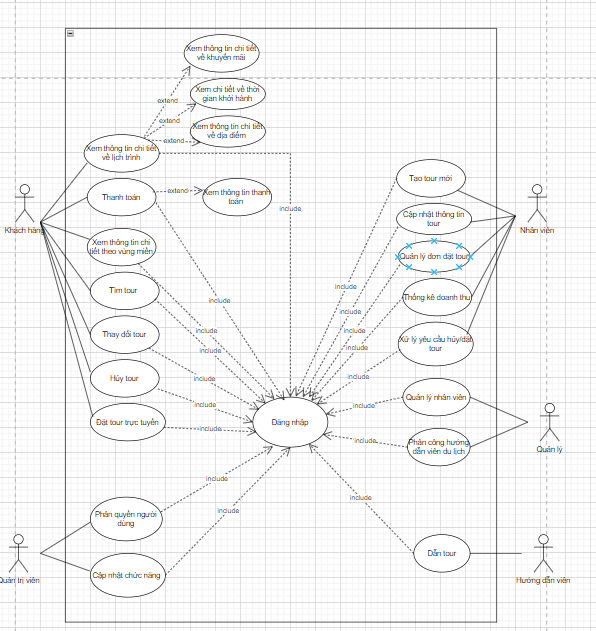 Xem thông tin chi tiết
về khuyến mãi
extend
Xem chi tiết về thời
gian khởi hành
extend
Xem thông tin chi tiết
về địa điểm
extend
Xem thông tin chi tiết
về lịch trình
Thanh toán
extend
Xem thông tin thanh
toán
include
Khách hàng
Xem thông tin chi
tiết theo vùng miền
Tìm tour
Thay đổi tour
Hủy tour
Đặt tour trực tuyến
include
include
include
include
include
include
Đăng nhập
Tạo tour mới
Cập nhật thông tin
tour
Quản lý đơn đặt tour
Thống kê doanh thu
Xử lý yêu cầu hủy/đặt
tour
Nhân viên
include
include
include
include
include
Quản lý nhân viên
include
Phân công hướng
dẫn viên du lịch
include
Quản lý
Phân quyền người
dùng
include
Cập nhật chức năng
include
Quản trị viên
include
Dẫn tour
Hướng dẫn viên